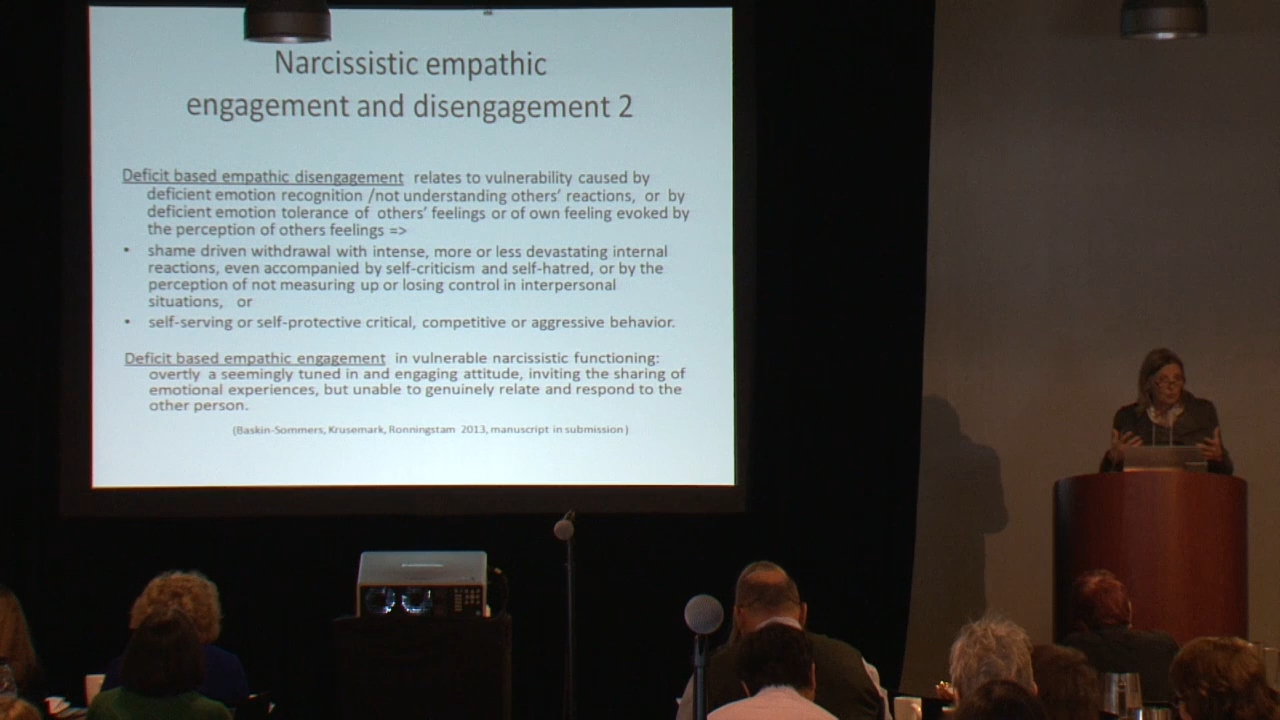 Narcissistic empathic
engagement and disengagement 2
Deficit based empathic disengagement relates to vulnerability caused by
deficient emotion recognition /not understanding others' reactions, or by
deficient emotion tolerance of others' feelings or of own feeling evoked by
the perception of others feelings =>
• shame driven withdrawal with intense, more or less devastating internal
reactions, even accompanied by self-criticism and self-hatred, or by the
perception of not measuring up or losing control in interpersonal
situations, or
• self-serving or self-protective critical, competitive or aggressive behavior.
Deficit based empathic engagement in vulnerable narcissistic functioning:
overtly a seemingly tuned in and engaging attitude, inviting the sharing of
emotional experiences, but unable to genuinely relate and respond to the
other person.
(Baskin-Sommers, Krusemark, Ronningstam 2013, manuscript in submission )